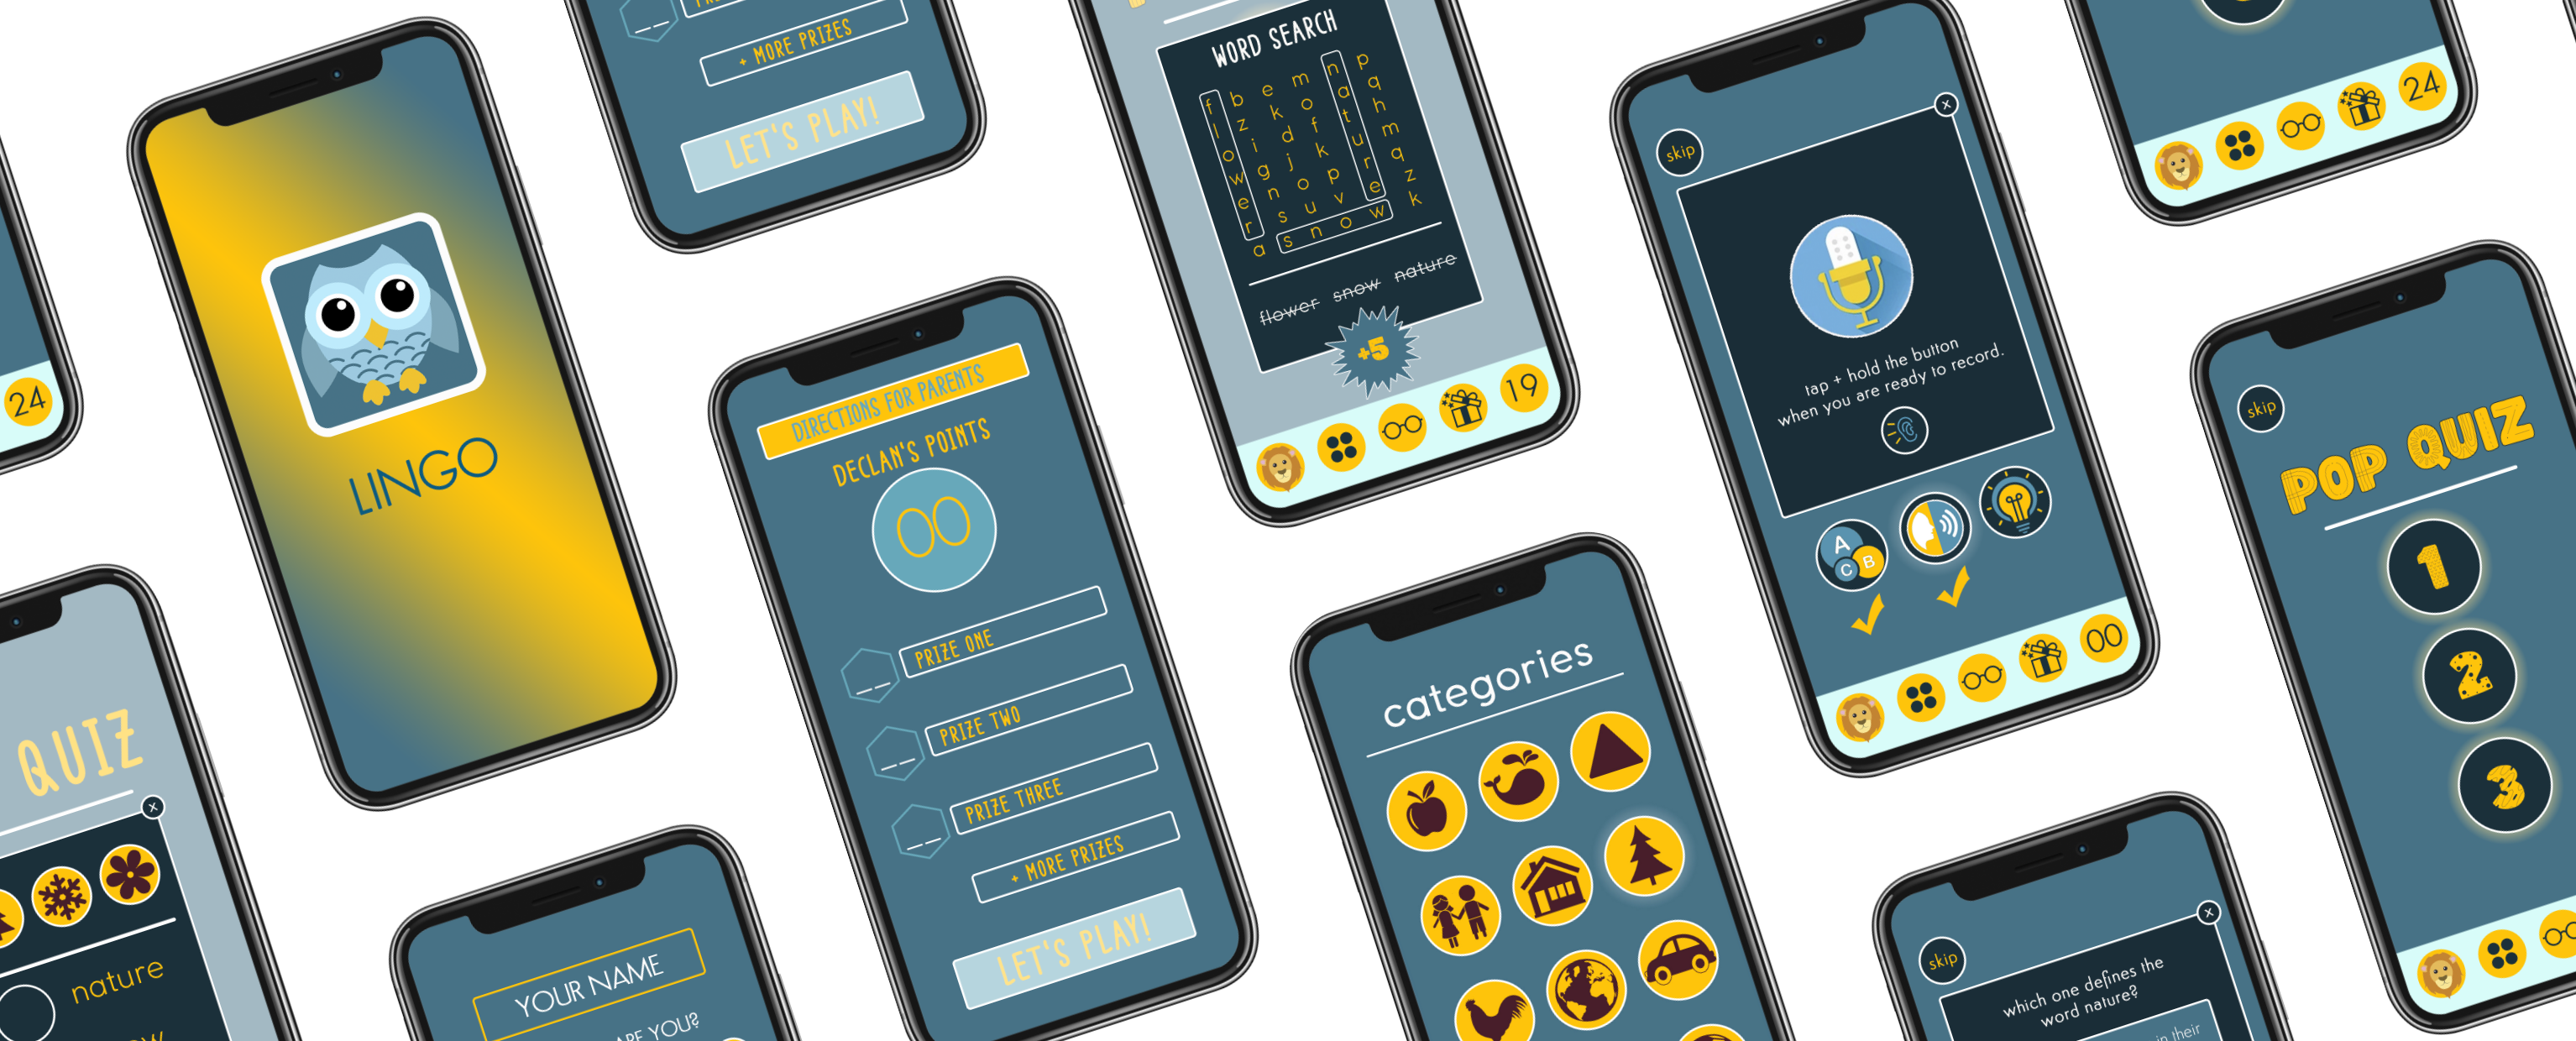 24
QUIZ
nature
LINGO
YOUR NAME
ARE YOU?
+ MORE PRIZES
LET'S PLAY!
DIRECTIONS FOR PARENTS
DECLAN'S POINTS
00
PRIZE ONE
PRIZE TWO
PRIZE THREE
+ MORE PRIZES
LET'S PLAY!
WORD SEARCH
f b e m n p
l z k o a q
o i d f t h
w g j k u m
e n o p r q
r s u v e z
a s n o w k
flower snow nature
+5
19
categories
skip
x
tap + hold the button
when you are ready to record.
A
B
C
00
skip
x
which one defines the
word nature?
in their
24
skip
POP QUIZ
1
2
3